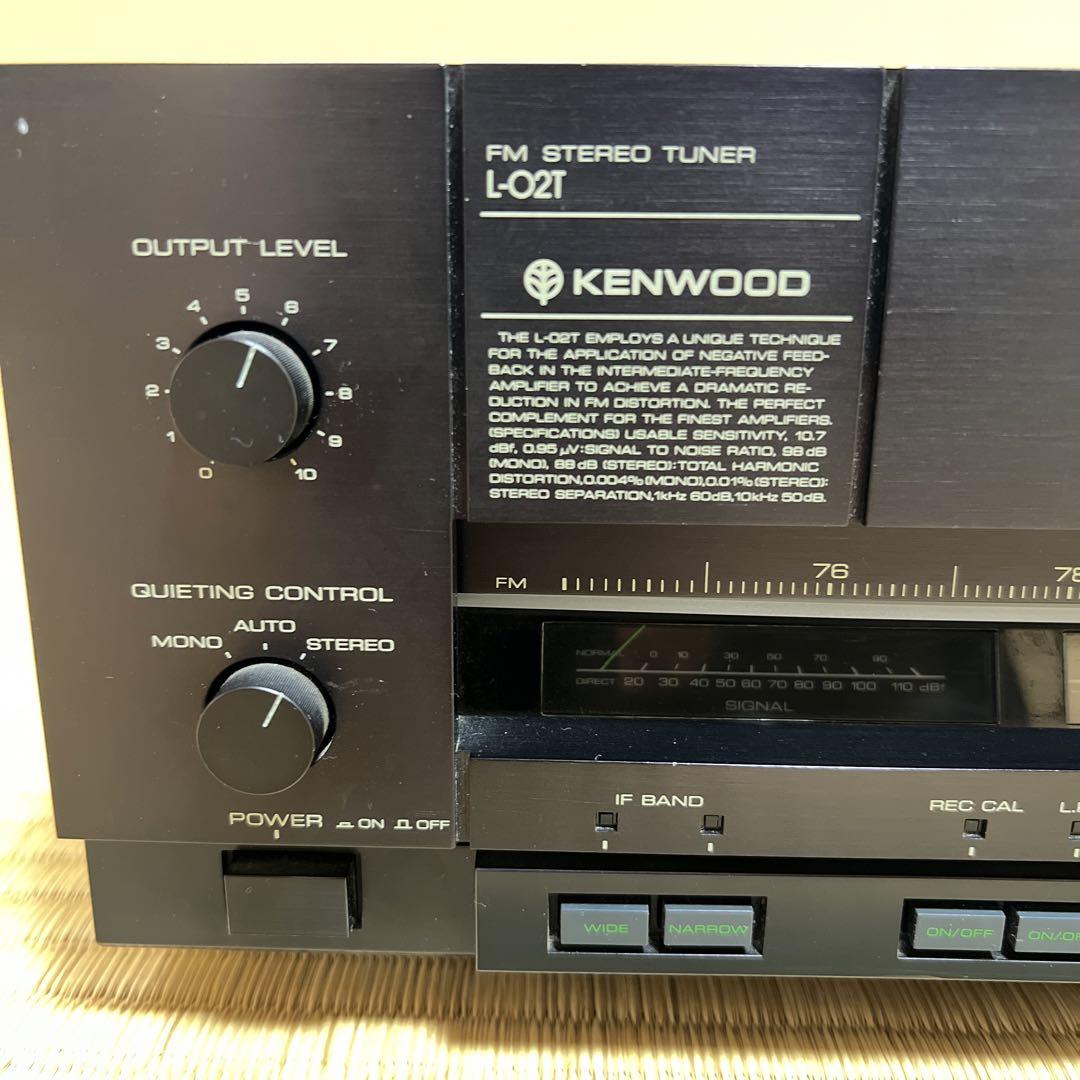 FM STEREO TUNER
L-02T
KENWOOD
THE L-02T EMPLOYS A UNIQUE TECHNIQUE
FOR THE APPLICATION OF NEGATIVE FEED-
BACK IN THE INTERMEDIATE-FREQUENCY
AMPLIFIER TO ACHIEVE A DRAMATIC RE-
DUCTION IN FM DISTORTION. THE PERFECT
COMPLEMENT FOR THE FINEST AMPLIFIERS.
(SPECIFICATIONS) USABLE SENSITIVITY, 10.7
dBf, 0.95 µV:SIGNAL TO NOISE RATIO, 98 dB
(MONO), 88 dB (STEREO):TOTAL HARMONIC
DISTORTION,0.004% (MONO),0.01% (STEREO):
STEREO SEPARATION,1kHz 60dB,10kHz 50dB.
OUTPUT LEVEL
0 1 2 3 4 5 6 7 8 9 10
QUIETING CONTROL
MONO AUTO STEREO
POWER ON OFF
FM 76 78
NORMAL 0 10 30 50 70 90
DIRECT 20 30 40 50 60 70 80 90 100 110 dBf
SIGNAL
IF BAND
REC CAL
WIDE NARROW
ON/OFF